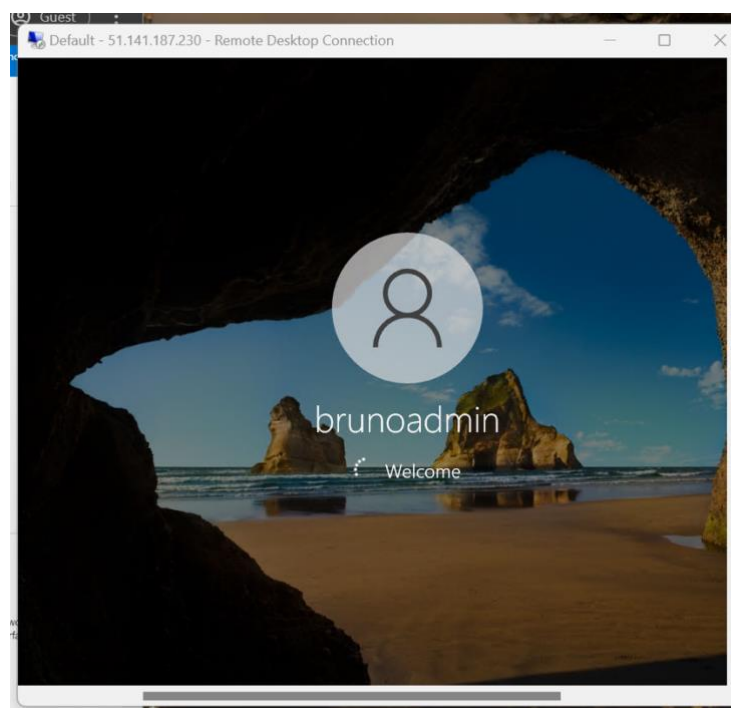 Guest
Default - 51.141.187.230 - Remote Desktop Connection
brunoadmin
Welcome